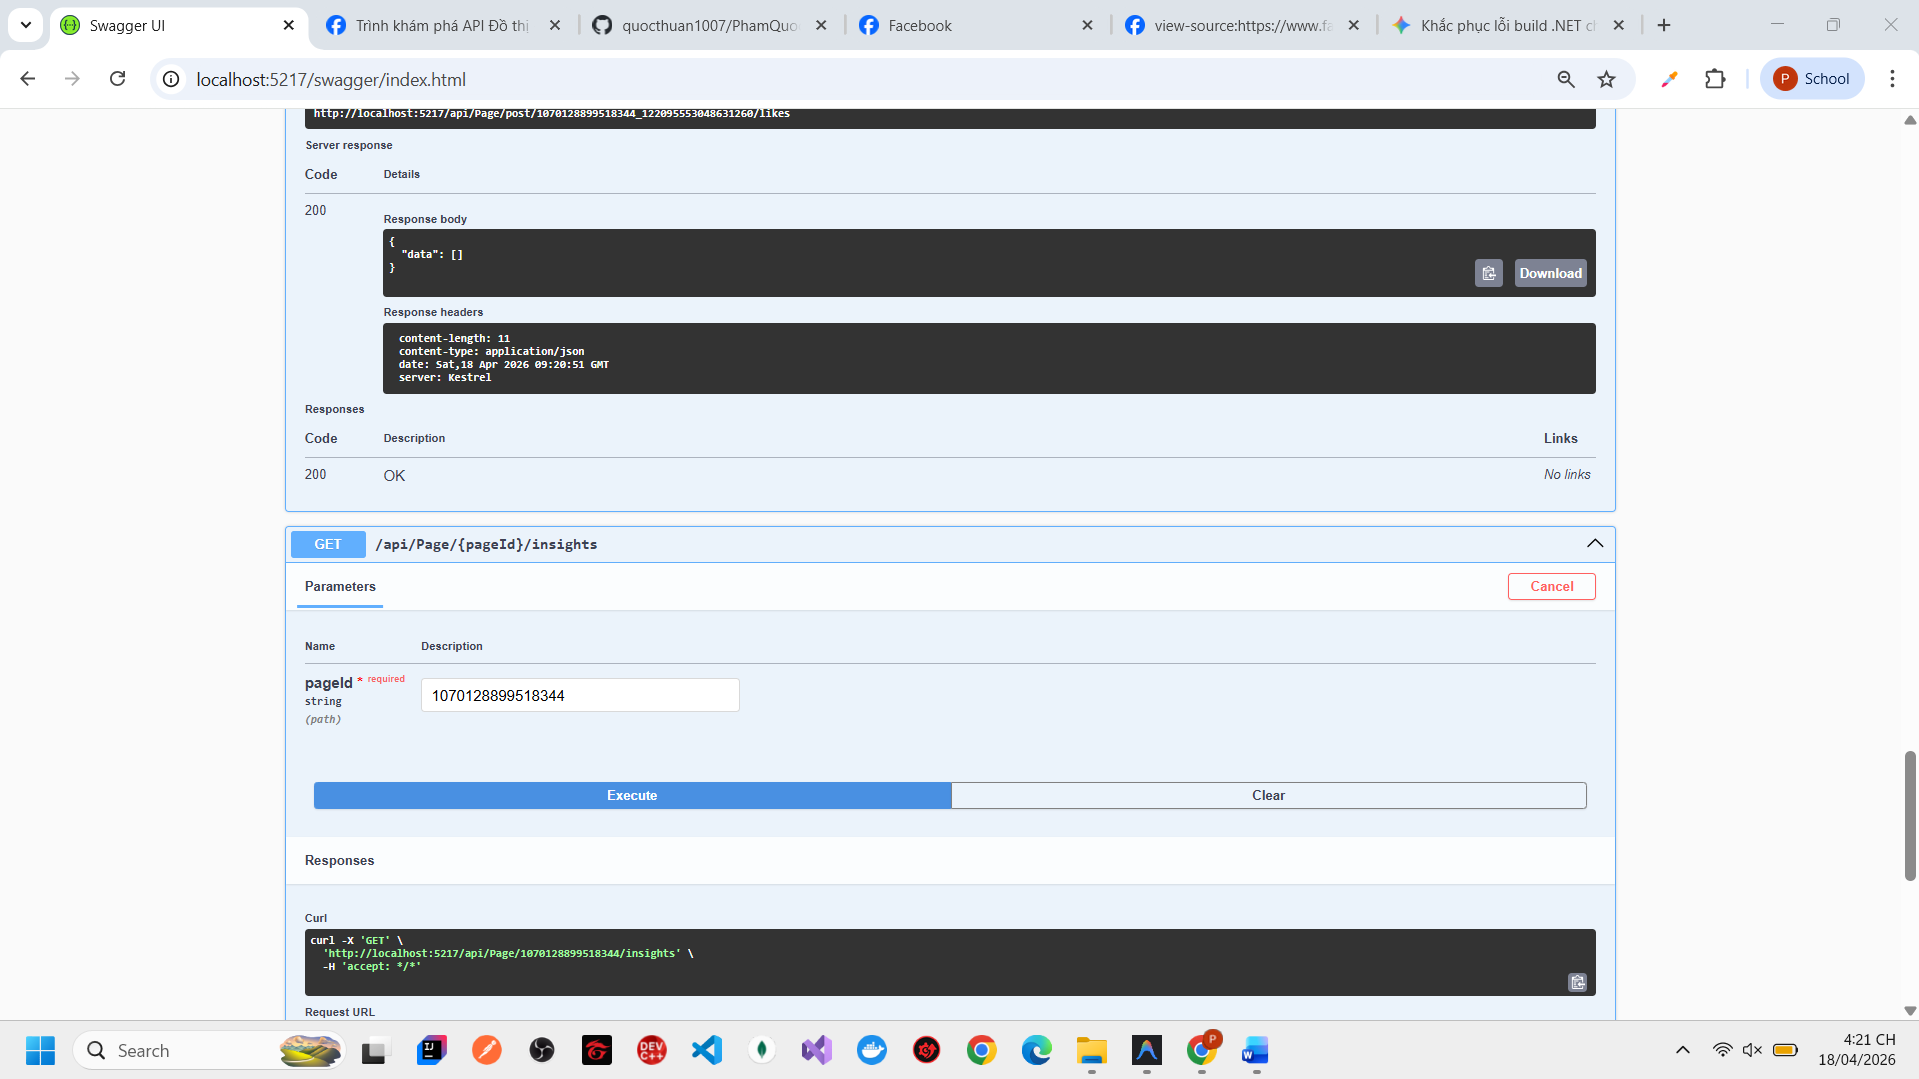 Swagger UI
Trình khám phá API Đồ thị
quocthuan1007/PhamQuo
Facebook
view-source:https://www.fa
Khắc phục lỗi build .NET ch
localhost:5217/swagger/index.html
P School
http://localhost:5217/api/Page/post/1070128899518344_122095553048631260/likes
Server response
Code Details
200
Response body
{
"data": []
}
Download
Response headers
content-length: 11
content-type: application/json
date: Sat,18 Apr 2026 09:20:51 GMT
server: Kestrel
Responses
Code Description Links
200 OK No links
GET /api/Page/{pageId}/insights
Parameters Cancel
Name Description
pageId * required
string
(path)
1070128899518344
Execute Clear
Responses
Curl
curl -X 'GET' \
'http://localhost:5217/api/Page/1070128899518344/insights' \
-H 'accept: */*'
Request URL
Search
IJ
DEV C++
P
W
4:21 CH
18/04/2026